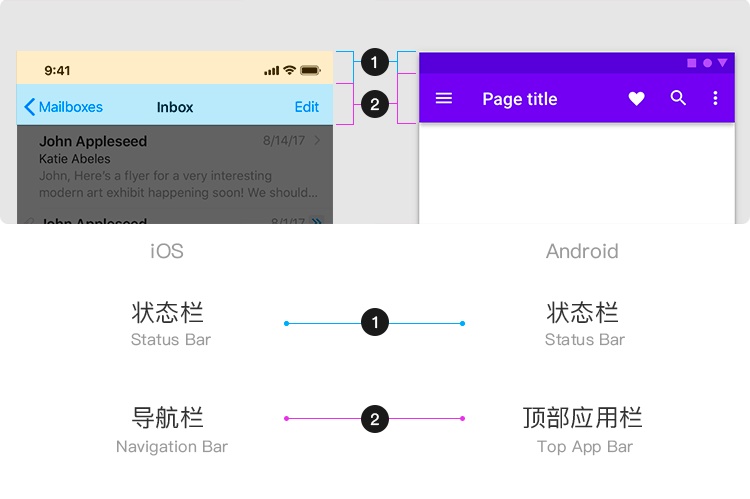 9:41
Mailboxes
Inbox
Edit
John Appleseed
8/14/17
Katie Abeles
John, Here's a flyer for a very interesting
modern art exhibit happening soon! We should...
John Appleseed
8/1/17
1
2
Page title
iOS
Android
状态栏
Status Bar
1
状态栏
Status Bar
导航栏
Navigation Bar
2
顶部应用栏
Top App Bar